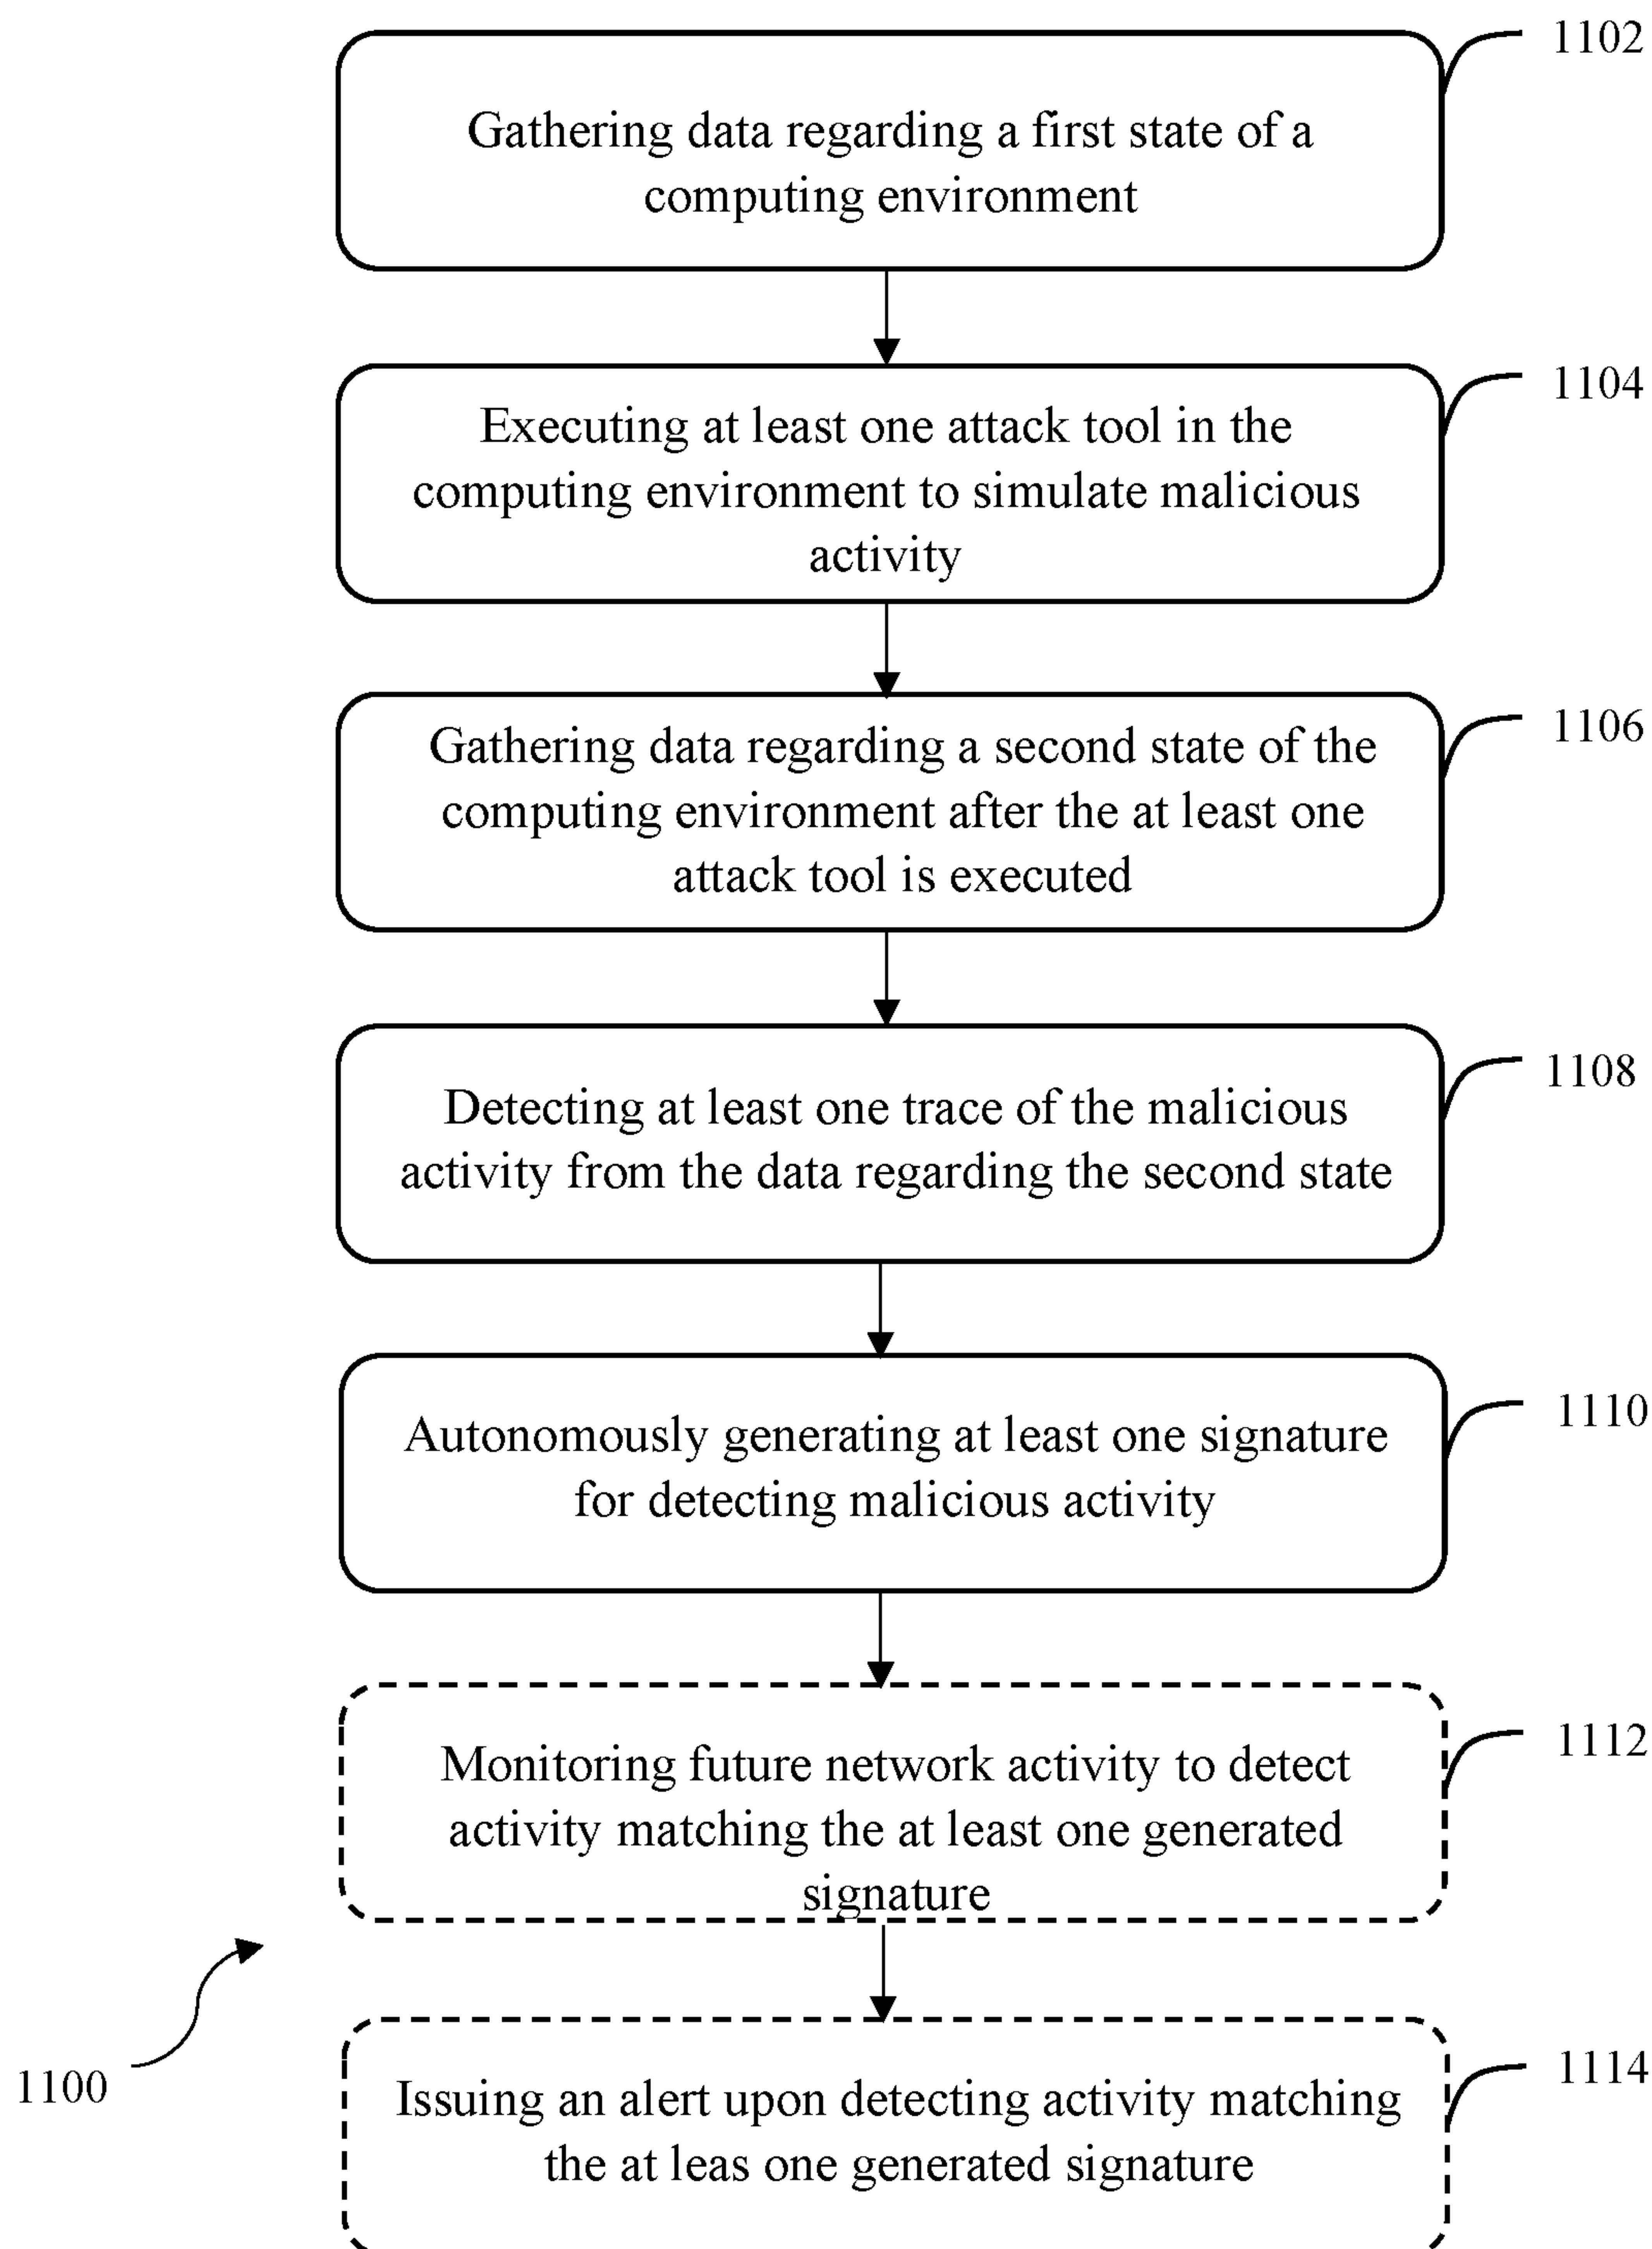 1102
Gathering data regarding a first state of a
computing environment
1104
Executing at least one attack tool in the
computing environment to simulate malicious
activity
1106
Gathering data regarding a second state of the
computing environment after the at least one
attack tool is executed
1108
Detecting at least one trace of the malicious
activity from the data regarding the second state
1110
Autonomously generating at least one signature
for detecting malicious activity
1112
Monitoring future network activity to detect
activity matching the at least one generated
signature
1114
Issuing an alert upon detecting activity matching
the at leas one generated signature
1100